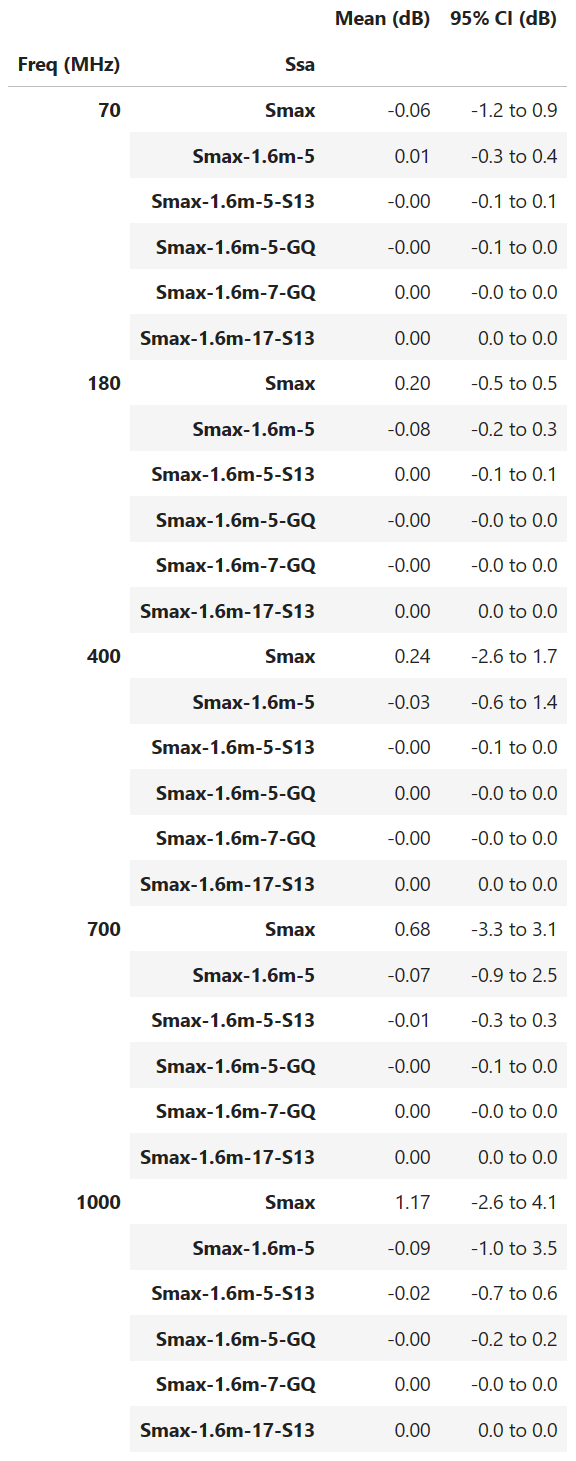 Mean (dB) 95% CI (dB)
Freq (MHz) Ssa
70 Smax -0.06 -1.2 to 0.9
Smax-1.6m-5 0.01 -0.3 to 0.4
Smax-1.6m-5-S13 -0.00 -0.1 to 0.1
Smax-1.6m-5-GQ -0.00 -0.1 to 0.0
Smax-1.6m-7-GQ 0.00 -0.0 to 0.0
Smax-1.6m-17-S13 0.00 0.0 to 0.0
180 Smax 0.20 -0.5 to 0.5
Smax-1.6m-5 -0.08 -0.2 to 0.3
Smax-1.6m-5-S13 0.00 -0.1 to 0.1
Smax-1.6m-5-GQ -0.00 -0.0 to 0.0
Smax-1.6m-7-GQ -0.00 -0.0 to 0.0
Smax-1.6m-17-S13 0.00 0.0 to 0.0
400 Smax 0.24 -2.6 to 1.7
Smax-1.6m-5 -0.03 -0.6 to 1.4
Smax-1.6m-5-S13 -0.00 -0.1 to 0.0
Smax-1.6m-5-GQ 0.00 -0.0 to 0.0
Smax-1.6m-7-GQ -0.00 -0.0 to 0.0
Smax-1.6m-17-S13 0.00 0.0 to 0.0
700 Smax 0.68 -3.3 to 3.1
Smax-1.6m-5 -0.07 -0.9 to 2.5
Smax-1.6m-5-S13 -0.01 -0.3 to 0.3
Smax-1.6m-5-GQ -0.00 -0.1 to 0.0
Smax-1.6m-7-GQ 0.00 -0.0 to 0.0
Smax-1.6m-17-S13 0.00 0.0 to 0.0
1000 Smax 1.17 -2.6 to 4.1
Smax-1.6m-5 -0.09 -1.0 to 3.5
Smax-1.6m-5-S13 -0.02 -0.7 to 0.6
Smax-1.6m-5-GQ -0.00 -0.2 to 0.2
Smax-1.6m-7-GQ 0.00 -0.0 to 0.0
Smax-1.6m-17-S13 0.00 0.0 to 0.0